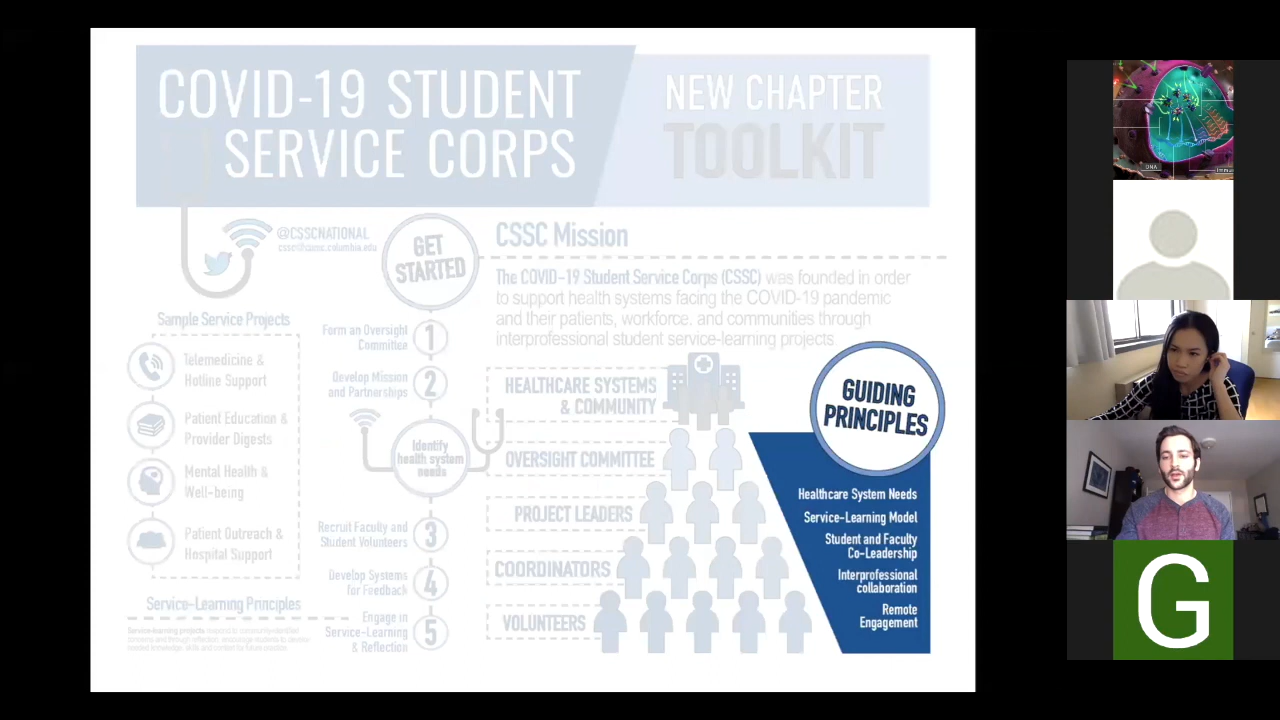 COVID-19 STUDENT
SERVICE CORPS
NEW CHAPTER
TOOLKIT
@CSSCNATIONAL
GET
STARTED
CSSC Mission
The COVID-19 Student Service Corps (CSSC) was founded in order
to support health systems facing the COVID-19 pandemic
and their patients, workforce, and communities through
interprofessional student service-learning projects.
Sample Service Projects
Telemedicine &
Hotline Support
Patient Education &
Provider Digests
Mental Health &
Well-being
Patient Outreach &
Hospital Support
Service-Learning Principles
Form an Oversight
Committee
1
Develop Mission
and Partnerships
2
Identify
health system
needs
Recruit Faculty and
Student Volunteers
3
Develop Systems
for Feedback
4
Engage in
Service-Learning
& Reflection
5
HEALTHCARE SYSTEMS
& COMMUNITY
OVERSIGHT COMMITTEE
PROJECT LEADERS
COORDINATORS
VOLUNTEERS
GUIDING
PRINCIPLES
Healthcare System Needs
Service-Learning Model
Student and Faculty
Co-Leadership
Interprofessional
collaboration
Remote
Engagement
DNA
G